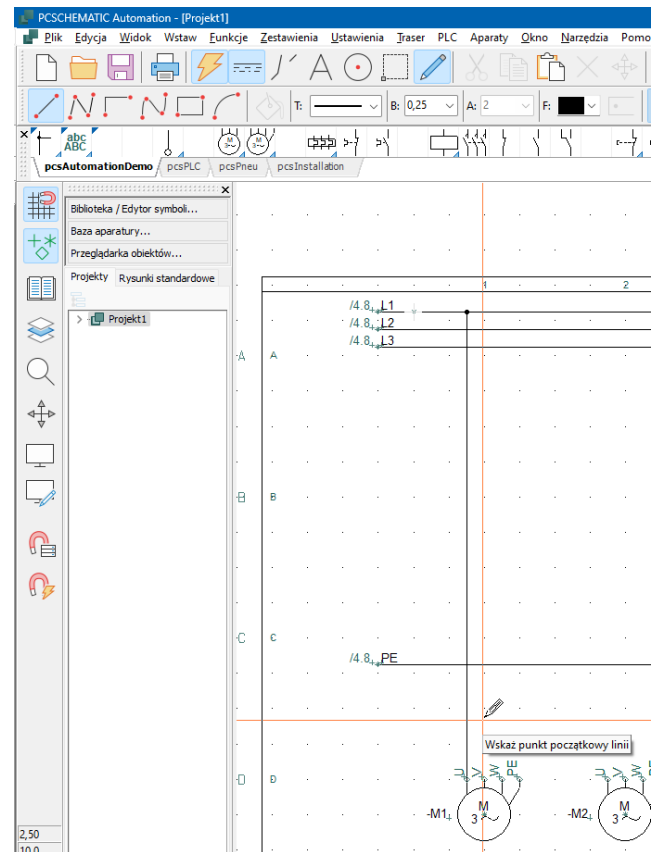 PCSCHEMATIC Automation - [Projekt1]
Plik Edycja Widok Wstaw Funkcje Zestawienia Ustawienia Traser PLC Aparaty Okno Narzędzia Pomo
T: B: 0,25 A: 2 F:
abc
ABC
pcsAutomationDemo pcsPLC pcsPneu pcsInstallation
Biblioteka / Edytor symboli...
Baza aparatury...
Przeglądarka obiektów...
Projekty Rysunki standardowe
Projekt1
1 2
/4.8 L1
/4.8 L2
/4.8 L3
A A
B B
C C
/4.8 PE
Wskaż punkt początkowy linii
U V W PE U V W
D D
-M1 M 3 -M2 M 3
2,50
10,0